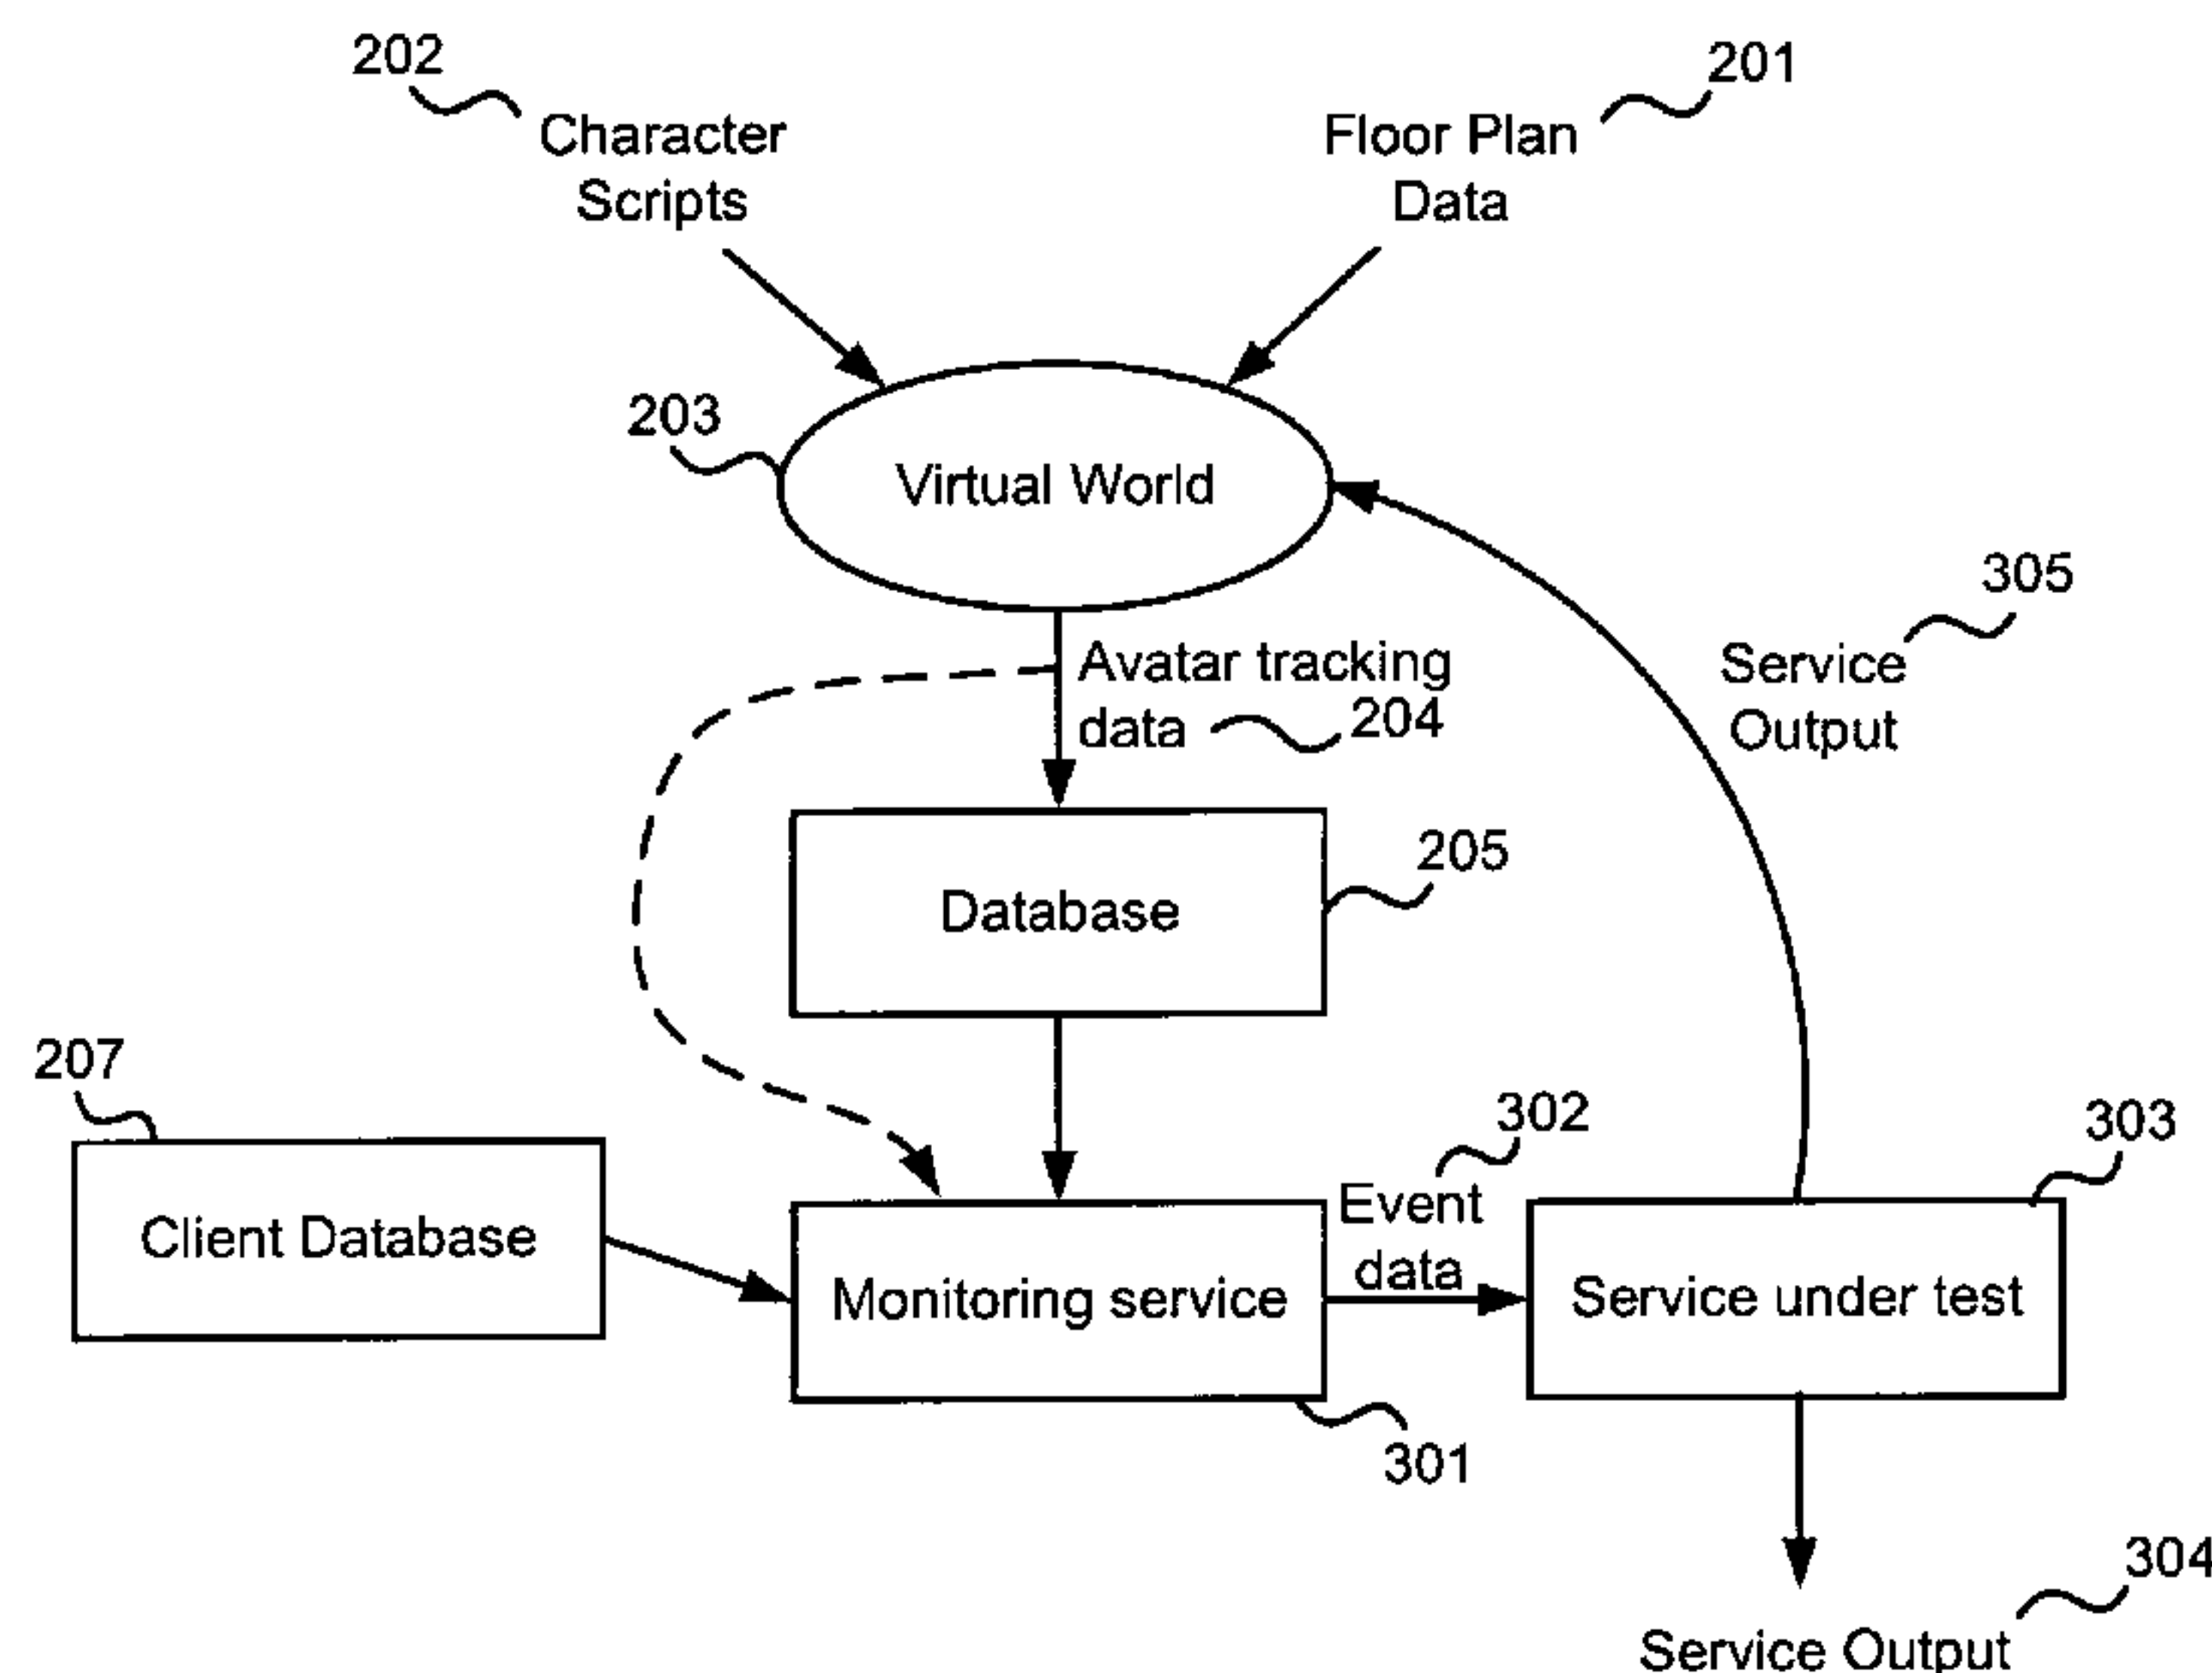 202
201
Character
Scripts
Floor Plan
Data
203
Virtual World
305
Service
Output
Avatar tracking
data
204
205
Database
207
302
303
Client Database
Event
data
Monitoring service
Service under test
301
304
Service Output